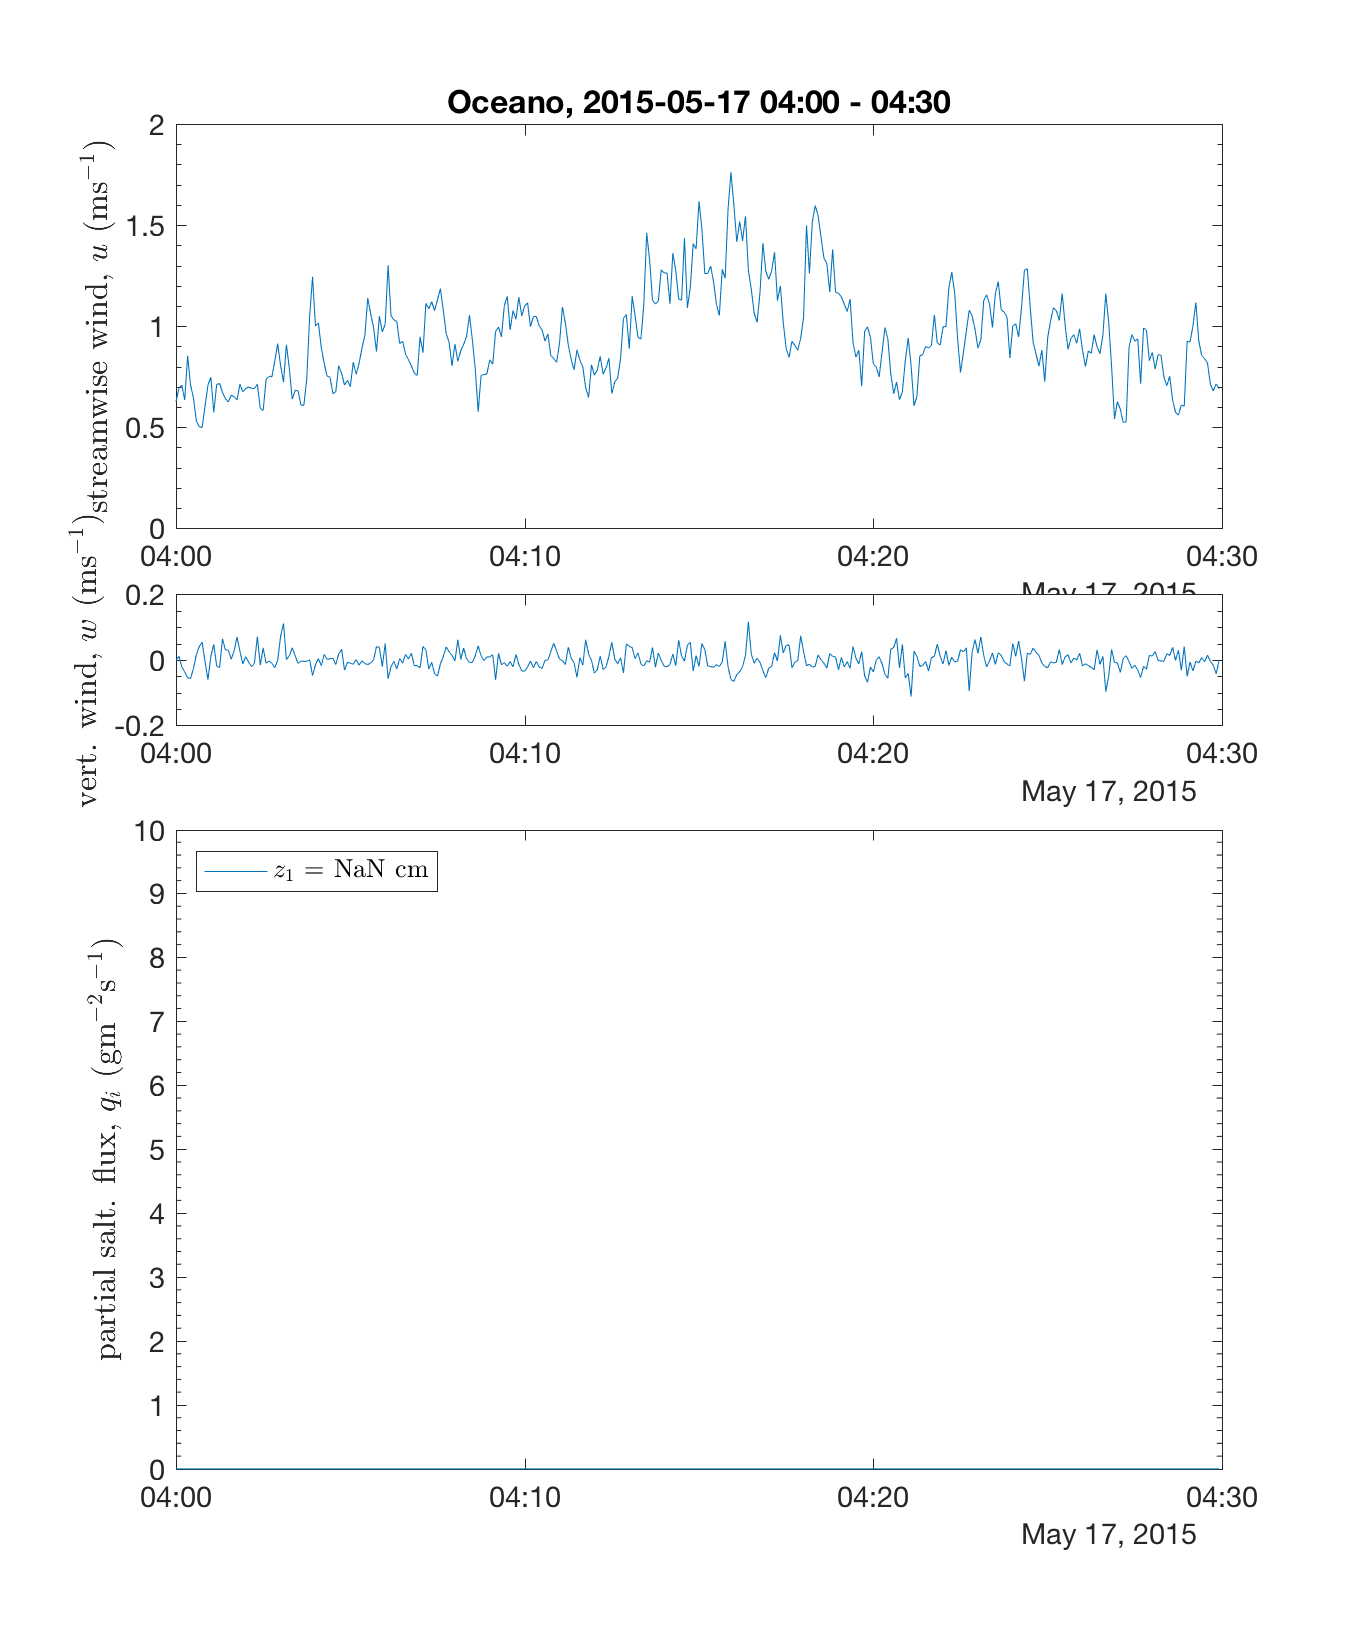 Oceano, 2015-05-17 04:00 - 04:30
streamwise wind, u (ms⁻¹)
2
1.5
1
0.5
0
04:00 04:10 04:20 04:30
May 17, 2015
vert. wind, w (ms⁻¹)
0.2
0
-0.2
04:00 04:10 04:20 04:30
May 17, 2015
partial salt. flux, qᵢ (gm⁻²s⁻¹)
10
9
8
7
6
5
4
3
2
1
0
z₁ = NaN cm
04:00 04:10 04:20 04:30
May 17, 2015